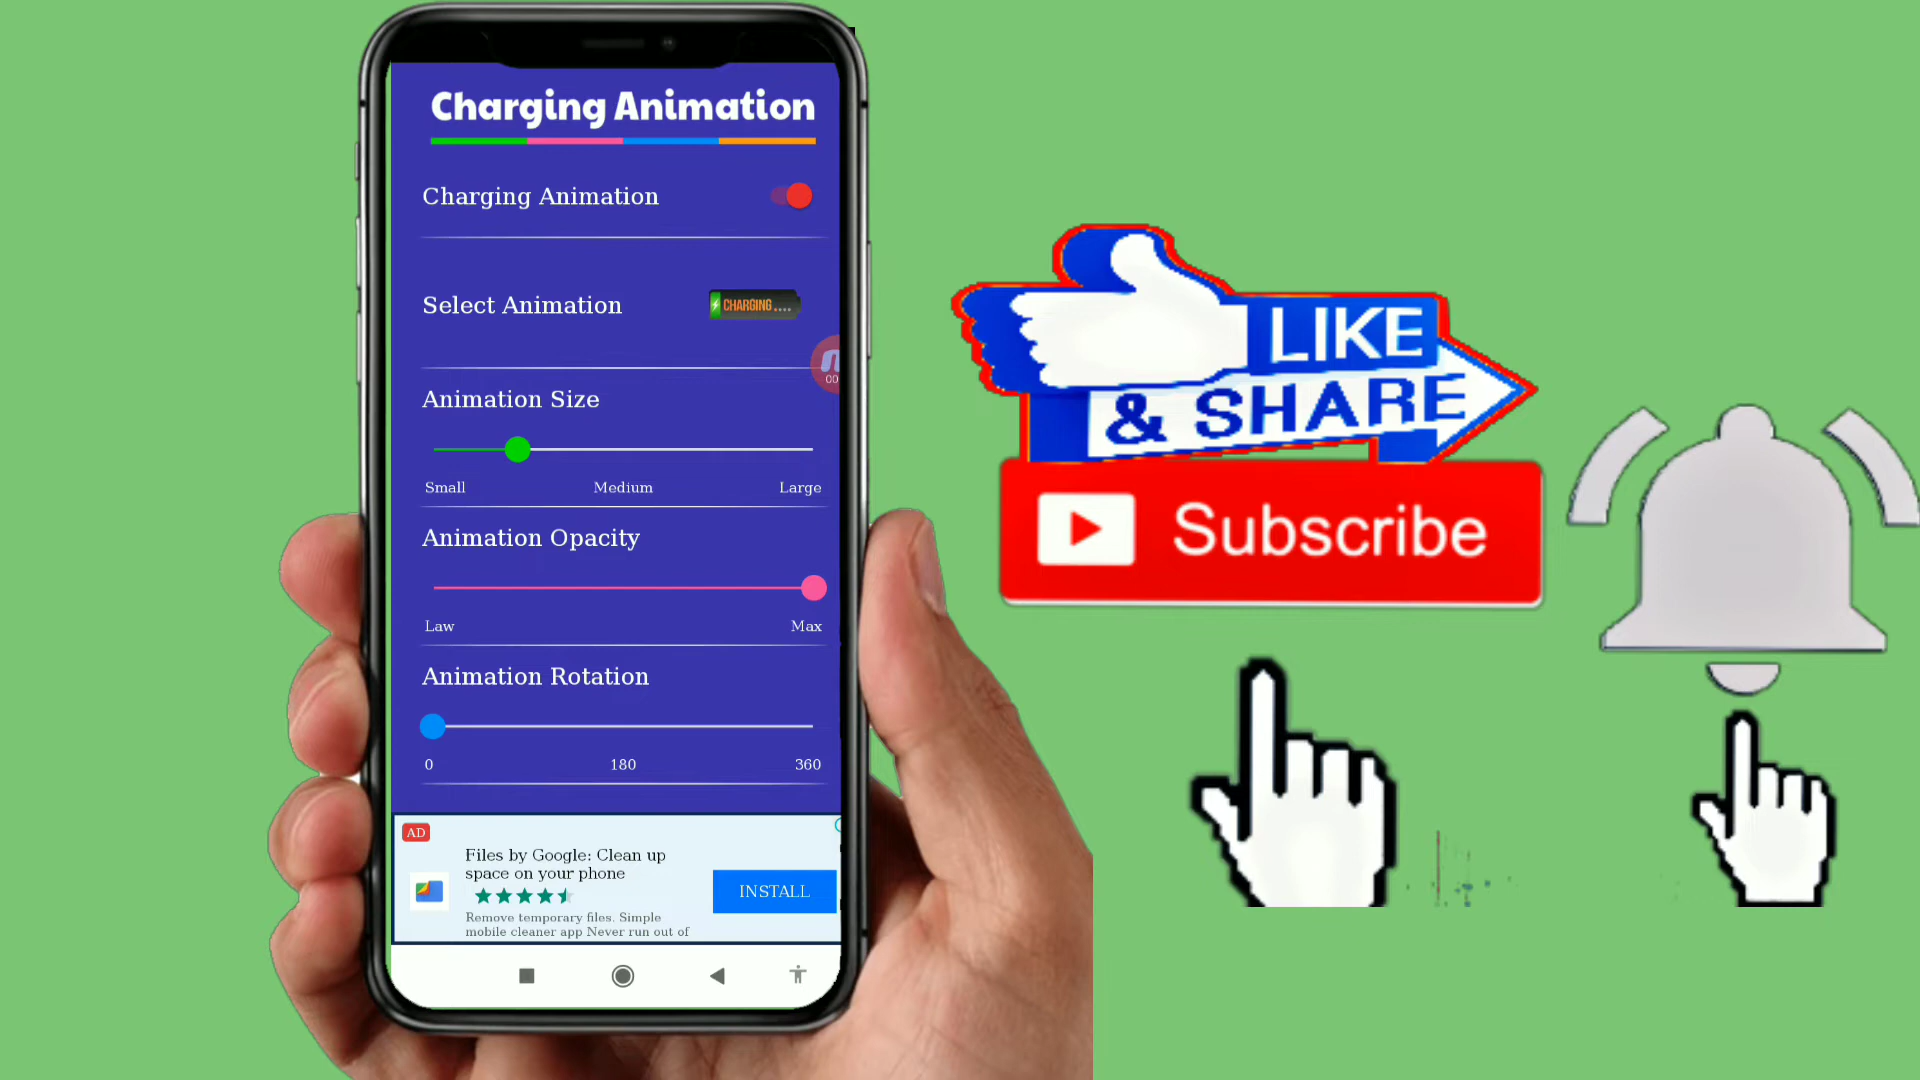 Charging Animation
Charging Animation
Select Animation
CHARGING ....
00
Animation Size
Small Medium Large
Animation Opacity
Law Max
Animation Rotation
0 180 360
AD
Files by Google: Clean up
space on your phone
INSTALL
Remove temporary files. Simple
mobile cleaner app Never run out of
LIKE
& SHARE
Subscribe